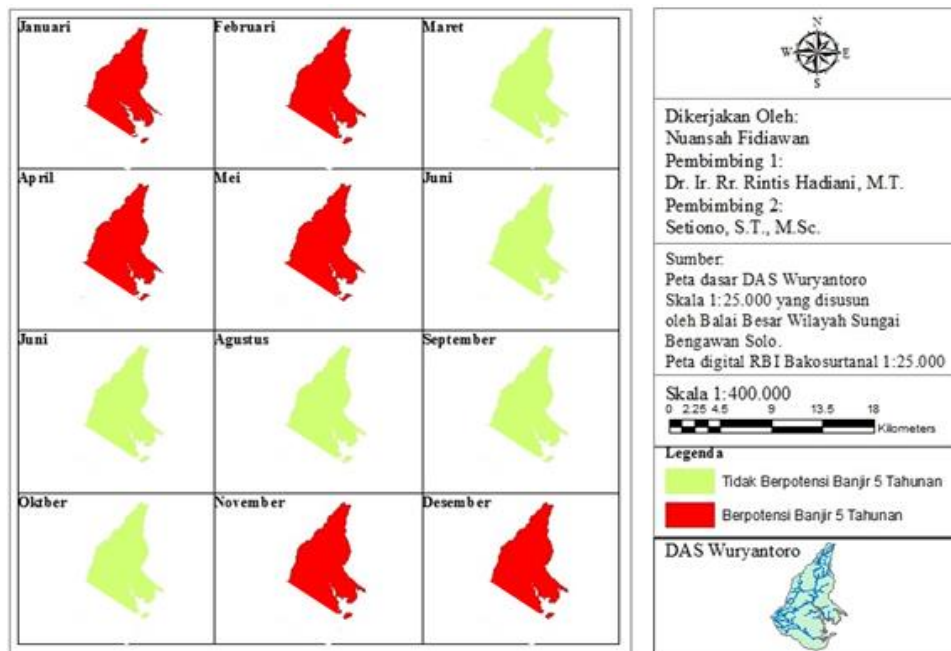 Januari
Februari
Maret
April
Mei
Juni
Juni
Agustus
September
Oktber
November
Desember
N
W
E
S
Dikerjakan Oleh:
Nuansah Fidiawan
Pembimbing 1:
Dr. Ir. Rr. Rintis Hadiani, M.T.
Pembimbing 2:
Setiono, S.T., M.Sc.
Sumber:
Peta dasar DAS Wuryantoro
Skala 1:25.000 yang disusun
oleh Balai Besar Wilayah Sungai
Bengawan Solo.
Peta digital RBI Bakosurtanal 1:25.000
Skala 1:400.000
0 2.25 4.5 9 13.5 18
Kilometers
Legenda
Tidak Berpotensi Banjir 5 Tahunan
Berpotensi Banjir 5 Tahunan
DAS Wuryantoro